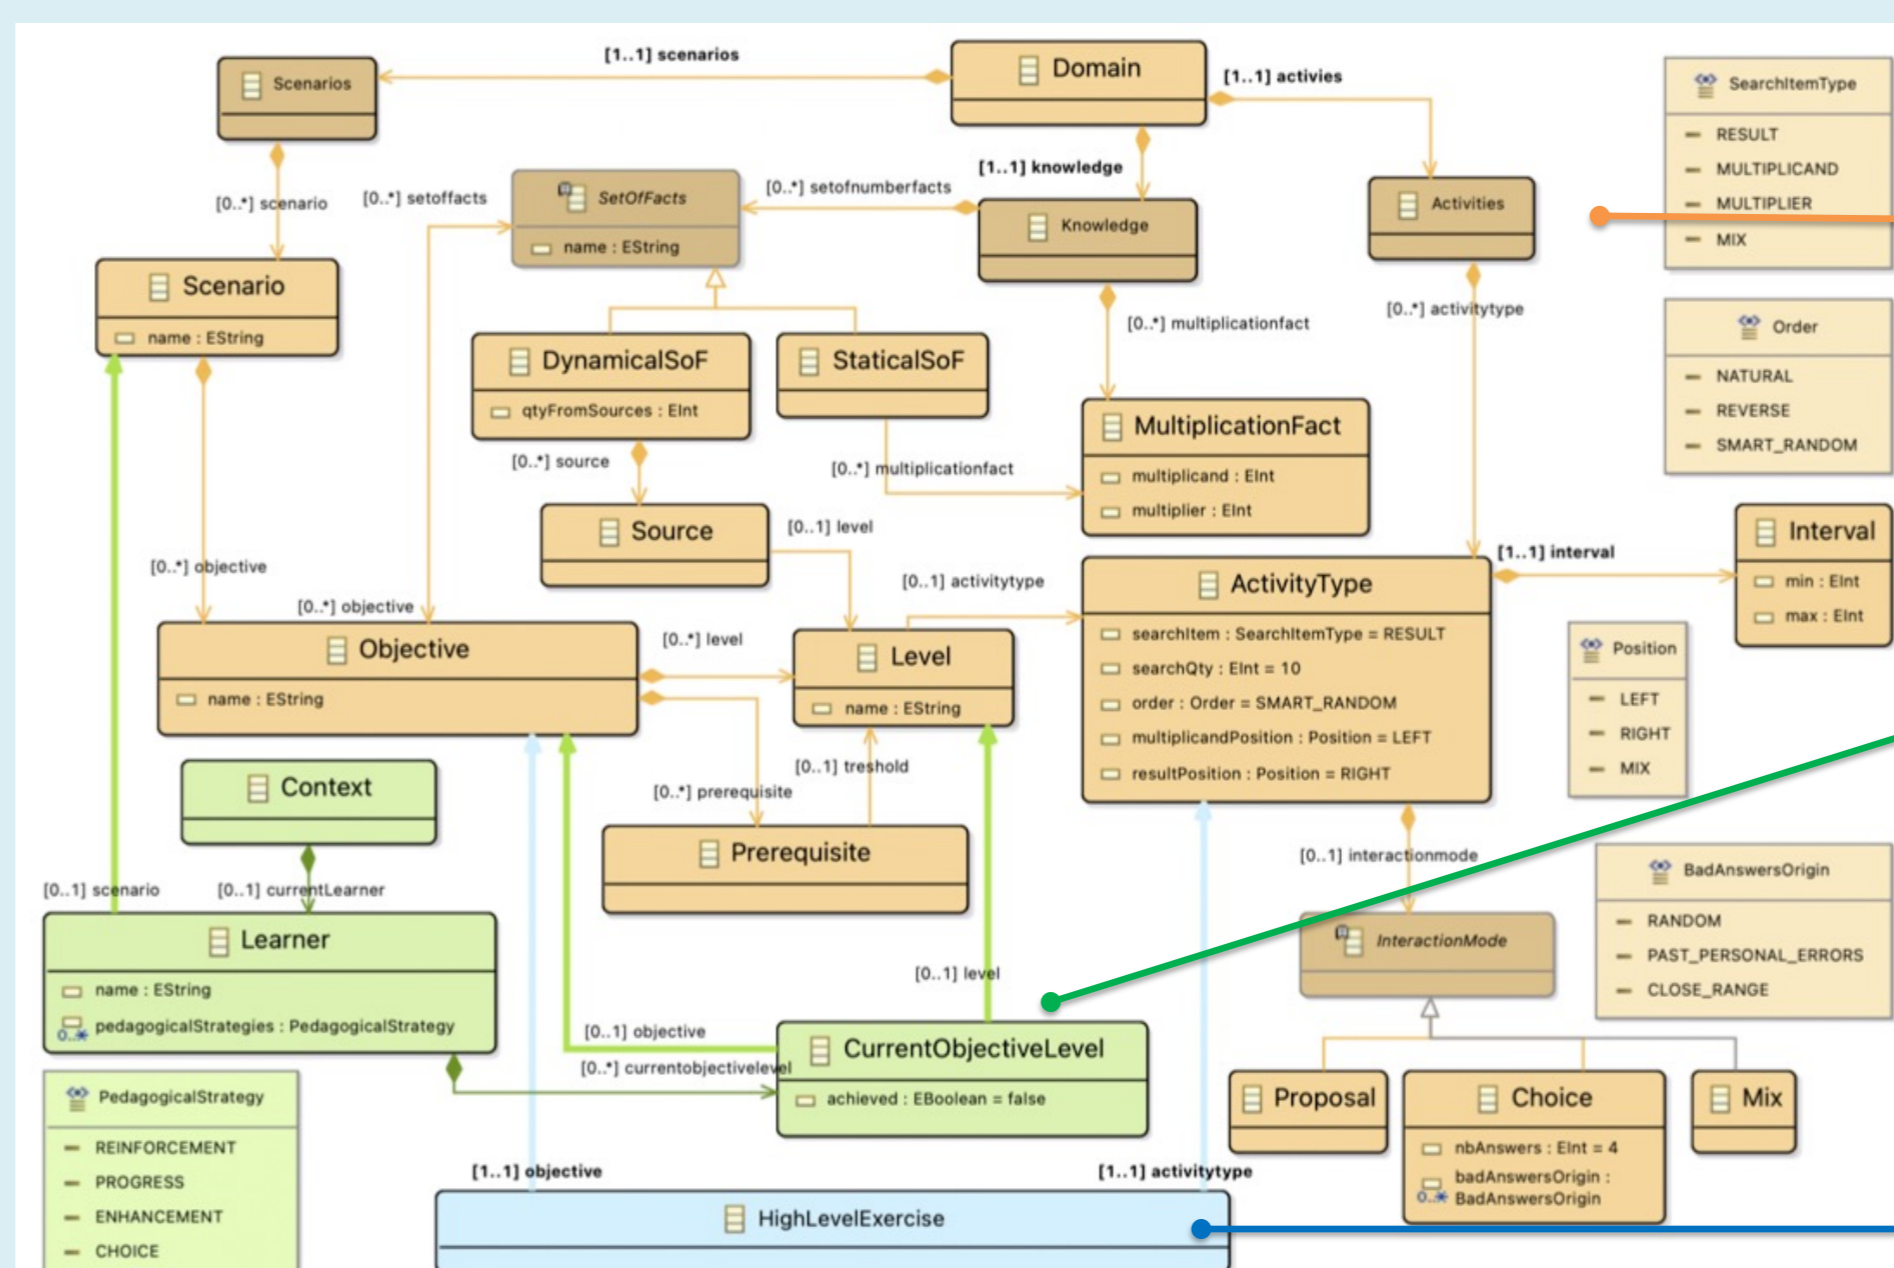 [1..1] scenarios
Domain
[1..1] activies
Scenarios
SearchItemType
RESULT
MULTIPLICAND
MULTIPLIER
MIX
[1..1] knowledge
[0..*] scenario
[0..*] setoffacts
SetOfFacts
name : EString
[0..*] setofnumberfacts
Knowledge
Activities
Scenario
name : EString
[0..*] multiplicationfact
[0..*] activitytype
Order
NATURAL
REVERSE
SMART_RANDOM
DynamicalSoF
qtyFromSources : EInt
StaticalSoF
MultiplicationFact
multiplicand : EInt
multiplier : EInt
[0..*] source
[0..*] multiplicationfact
Source
[0..1] level
[1..1] interval
Interval
min : EInt
max : EInt
[0..*] objective
[0..*] objective
[0..1] activitytype
ActivityType
searchItem : SearchItemType = RESULT
searchQty : EInt = 10
order : Order = SMART_RANDOM
multiplicandPosition : Position = LEFT
resultPosition : Position = RIGHT
Objective
name : EString
[0..*] level
Level
name : EString
Position
LEFT
RIGHT
MIX
Context
[0..1] treshold
[0..*] prerequisite
Prerequisite
[0..1] interactionmode
BadAnswersOrigin
RANDOM
PAST_PERSONAL_ERRORS
CLOSE_RANGE
[0..1] scenario
[0..1] currentLearner
Learner
name : EString
0..*
pedagogicalStrategies : PedagogicalStrategy
InteractionMode
[0..1] level
[0..1] objective
[0..*] currentobjectivelevel
CurrentObjectiveLevel
achieved : EBoolean = false
PedagogicalStrategy
REINFORCEMENT
PROGRESS
ENHANCEMENT
CHOICE
Proposal
Choice
nbAnswers : EInt = 4
0..*
badAnswersOrigin :
BadAnswersOrigin
Mix
[1..1] objective
[1..1] activitytype
HighLevelExercise